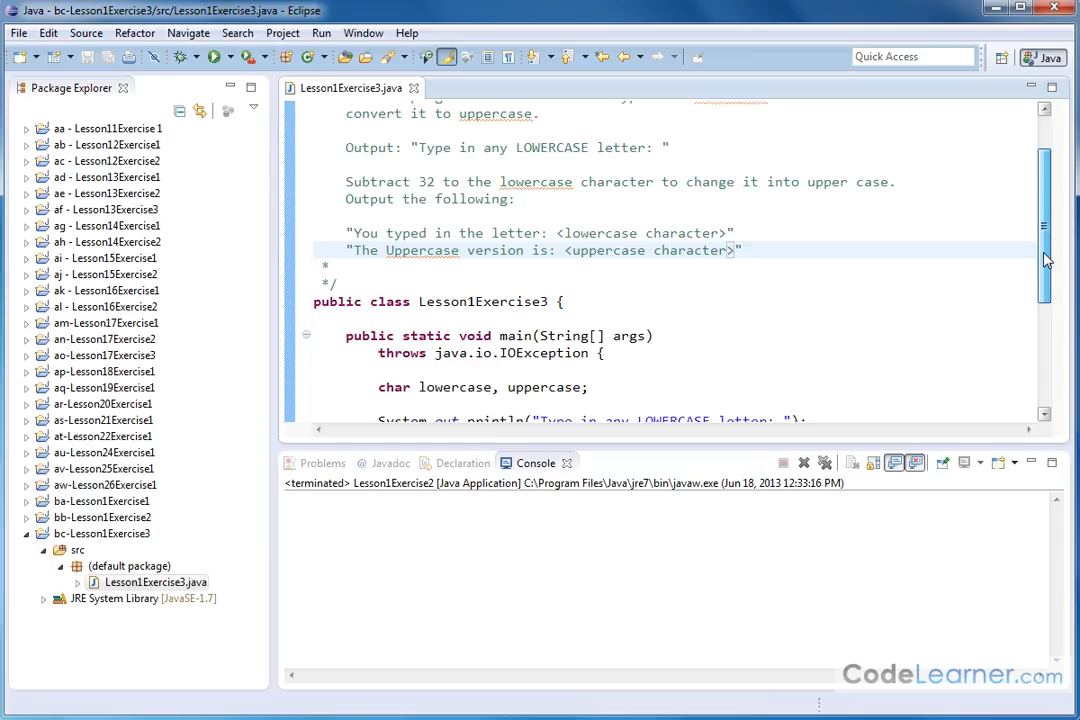 Java - bc-Lesson1Exercise3/src/Lesson1Exercise3.java - Eclipse
File Edit Source Refactor Navigate Search Project Run Window Help
Quick Access
Java
Package Explorer
Lesson1Exercise3.java
aa - Lesson11Exercise1
ab - Lesson12Exercise1
ac - Lesson12Exercise2
ad - Lesson13Exercise1
ae - Lesson13Exercise2
af - Lesson13Exercise3
ag - Lesson14Exercise1
ah - Lesson14Exercise2
ai - Lesson15Exercise1
aj - Lesson15Exercise2
ak - Lesson16Exercise1
al - Lesson16Exercise2
am-Lesson17Exercise1
an-Lesson17Exercise2
ao-Lesson17Exercise3
ap-Lesson18Exercise1
aq-Lesson19Exercise1
ar-Lesson20Exercise1
as-Lesson21Exercise1
at-Lesson22Exercise1
au-Lesson24Exercise1
av-Lesson25Exercise1
aw-Lesson26Exercise1
ba-Lesson1Exercise1
bb-Lesson1Exercise2
bc-Lesson1Exercise3
src
(default package)
Lesson1Exercise3.java
JRE System Library [JavaSE-1.7]
convert it to uppercase.
Output: "Type in any LOWERCASE letter: "
Subtract 32 to the lowercase character to change it into upper case.
Output the following:
"You typed in the letter: <lowercase character>"
"The Uppercase version is: <uppercase character>"
*
*/
public class Lesson1Exercise3 {
public static void main(String[] args)
throws java.io.IOException {
char lowercase, uppercase;
System.out.println("Type in any LOWERCASE letter: ");
Problems @ Javadoc Declaration Console
<terminated> Lesson1Exercise2 [Java Application] C:\Program Files\Java\jre7\bin\javaw.exe (Jun 18, 2013 12:33:16 PM)
CodeLearner.com